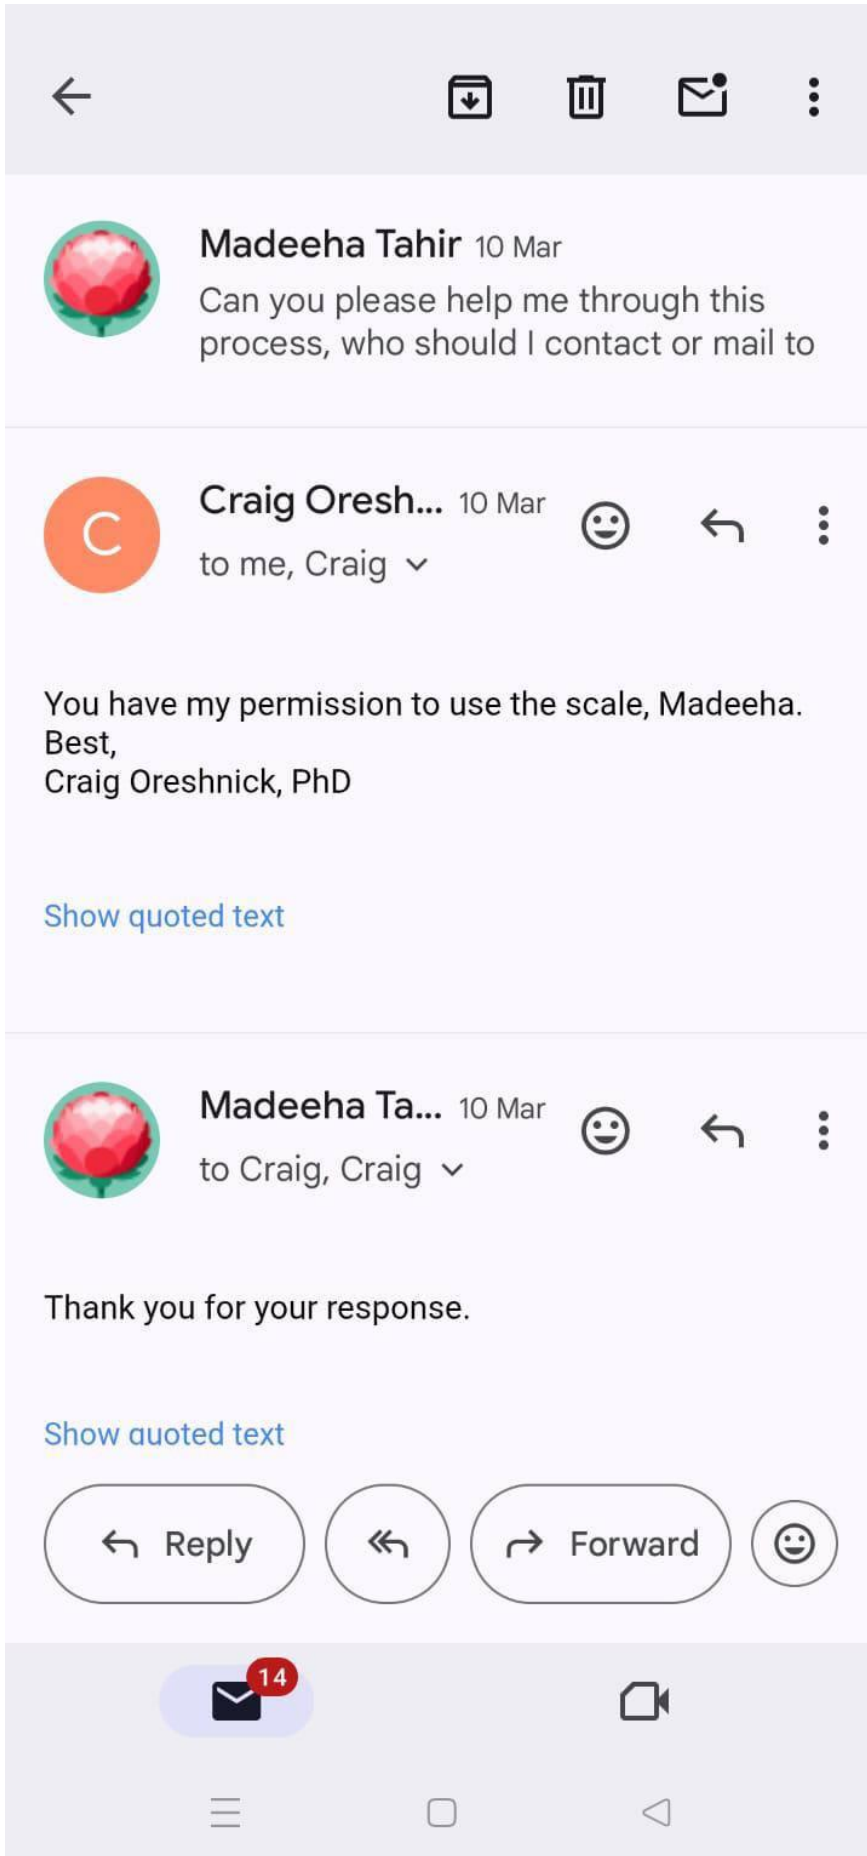 Madeeha Tahir 10 Mar
Can you please help me through this
process, who should I contact or mail to
C
Craig Oresh... 10 Mar
to me, Craig
You have my permission to use the scale, Madeeha.
Best,
Craig Oreshnick, PhD
Show quoted text
Madeeha Ta... 10 Mar
to Craig, Craig
Thank you for your response.
Show quoted text
Reply
Forward
14